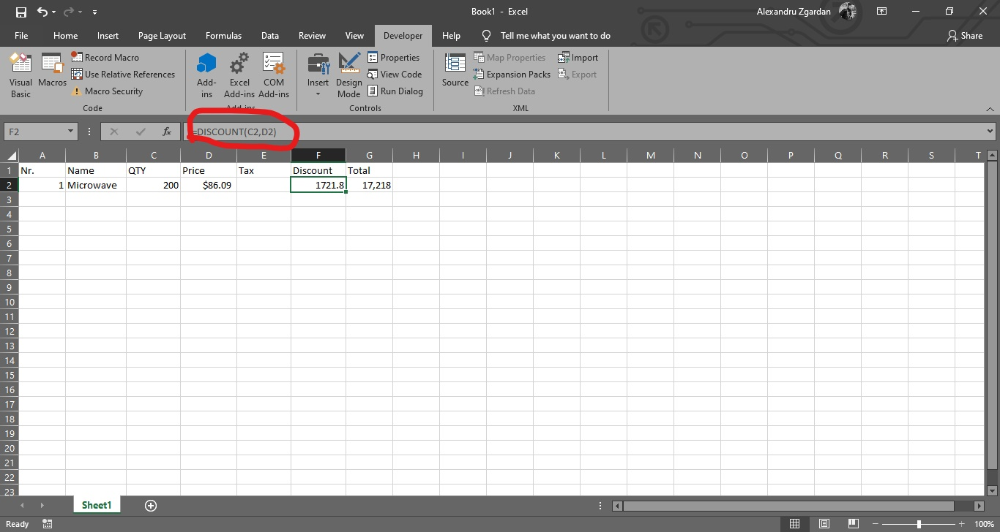 Book1 - Excel
Alexandru Zgardan
File Home Insert Page Layout Formulas Data Review View Developer Help Tell me what you want to do Share
Visual Basic
Macros
Record Macro
Use Relative References
Macro Security
Code
Add-ins
Excel Add-ins
COM Add-ins
Add-ins
Insert
Design Mode
Properties
View Code
Run Dialog
Controls
Source
Map Properties
Expansion Packs
Refresh Data
Import
Export
XML
F2 fx =DISCOUNT(C2,D2)
A B C D E F G H I J K L M N O P Q R S T
1 Nr. Name QTY Price Tax Discount Total
2 1 Microwave 200 $86.09 1721.8 17,218
3
4
5
6
7
8
9
10
11
12
13
14
15
16
17
18
19
20
21
22
23
Sheet1
Ready 100%